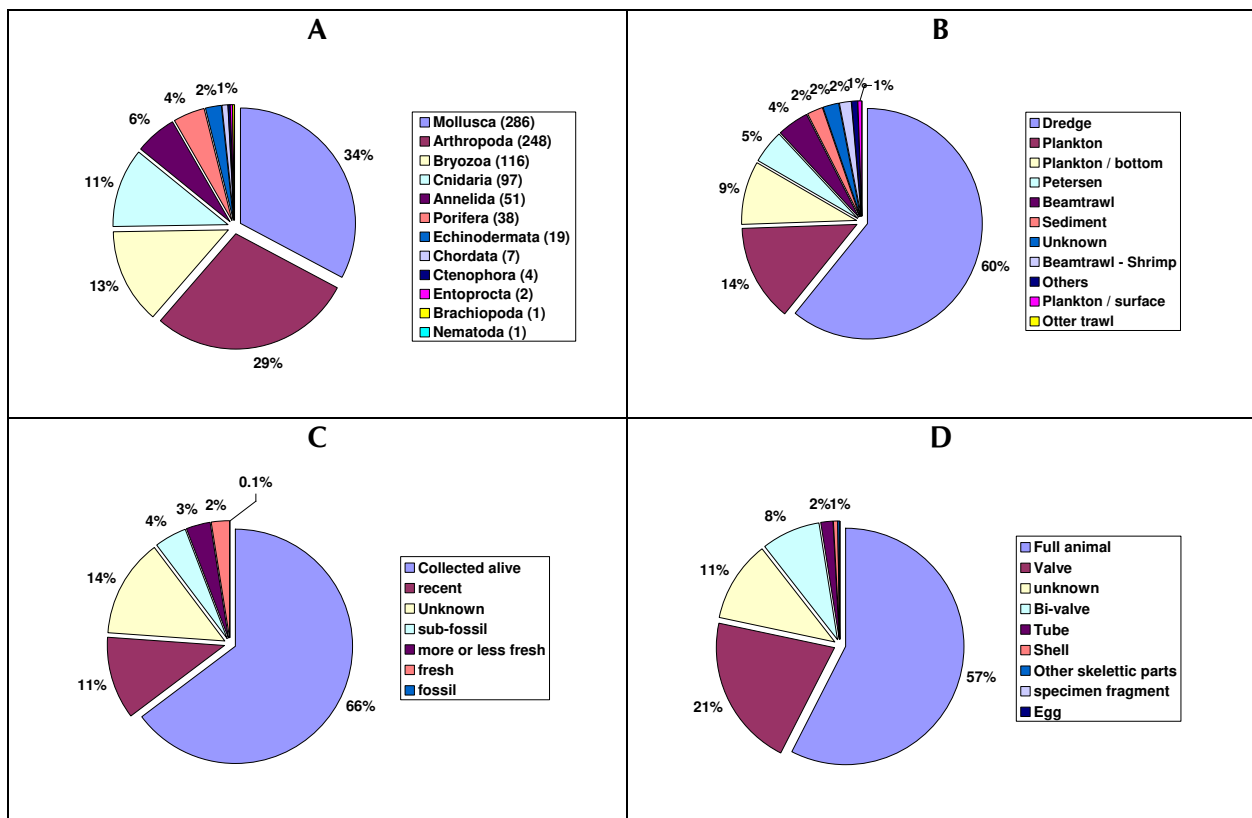 A
34%
29%
13%
11%
6%
4%
2%
1%
Mollusca (286)
Arthropoda (248)
Bryozoa (116)
Cnidaria (97)
Annelida (51)
Porifera (38)
Echinodermata (19)
Chordata (7)
Ctenophora (4)
Entoprocta (2)
Brachiopoda (1)
Nematoda (1)
B
60%
14%
9%
5%
4%
2%
2%
2%
1%
1%
Dredge
Plankton
Plankton / bottom
Petersen
Beamtrawl
Sediment
Unknown
Beamtrawl - Shrimp
Others
Plankton / surface
Otter trawl
C
66%
11%
14%
4%
3%
2%
0.1%
Collected alive
recent
Unknown
sub-fossil
more or less fresh
fresh
fossil
D
57%
21%
11%
8%
2%
1%
Full animal
Valve
unknown
Bi-valve
Tube
Shell
Other skelettic parts
specimen fragment
Egg